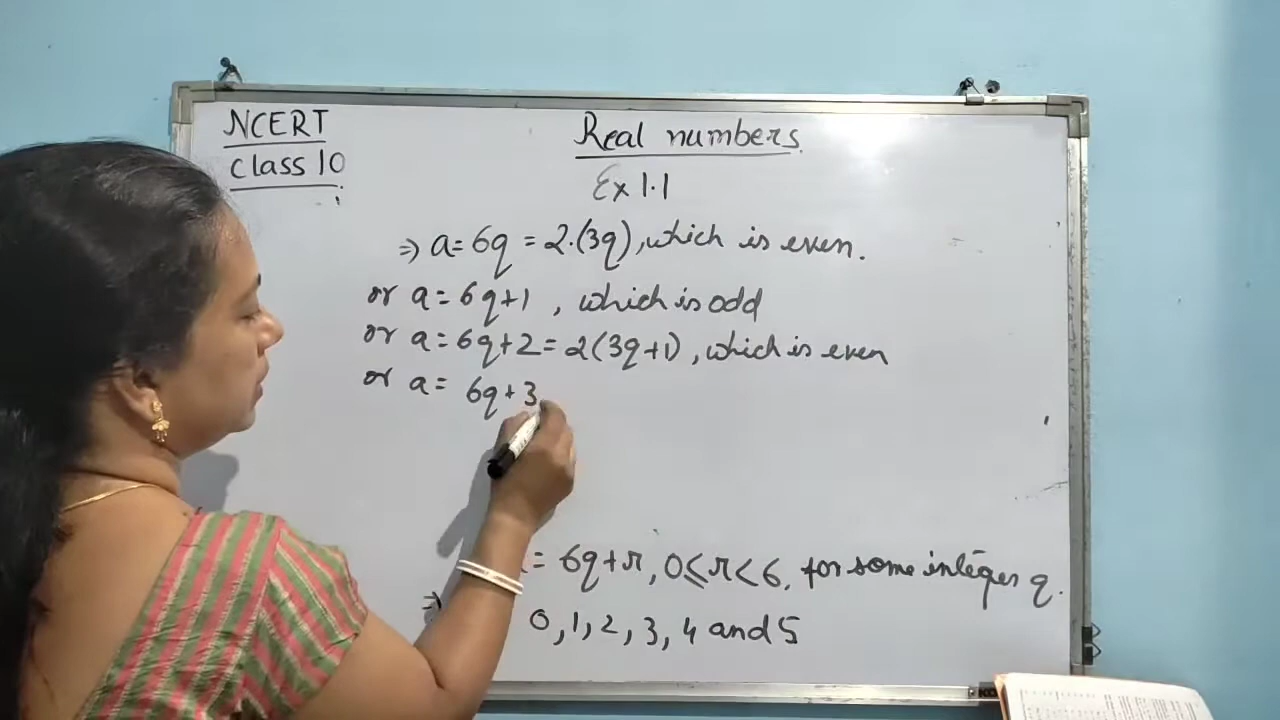 NCERT
Class 10
Real numbers
Ex 1.1
⇒ a = 6q = 2.(3q), which is even.
or a = 6q+1 , which is odd
or a = 6q+2 = 2(3q+1), which is even
or a = 6q+3
= 6q+r, 0≤r<6, for some integer q.
⇒ 0, 1, 2, 3, 4 and 5